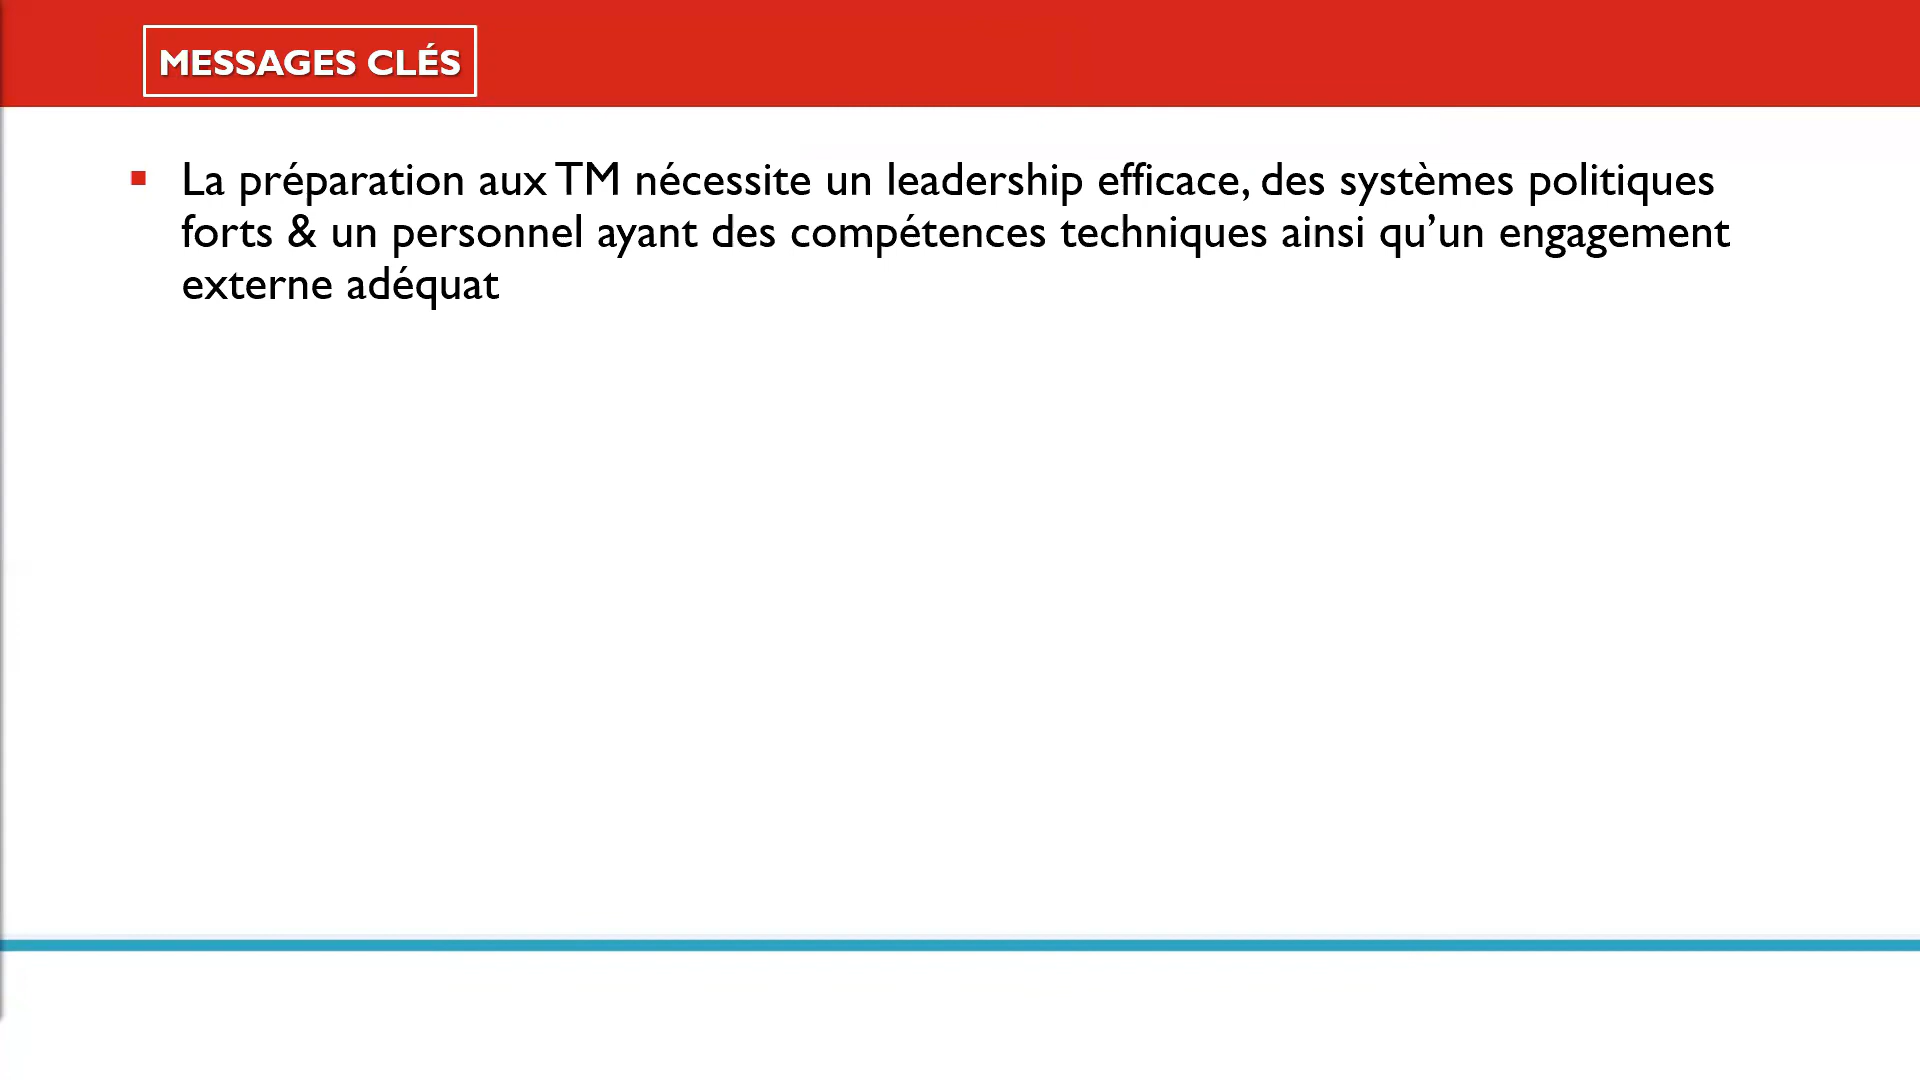 MESSAGES CLÉS
▪ La préparation aux TM nécessite un leadership efficace, des systèmes politiques
forts & un personnel ayant des compétences techniques ainsi qu’un engagement
externe adéquat